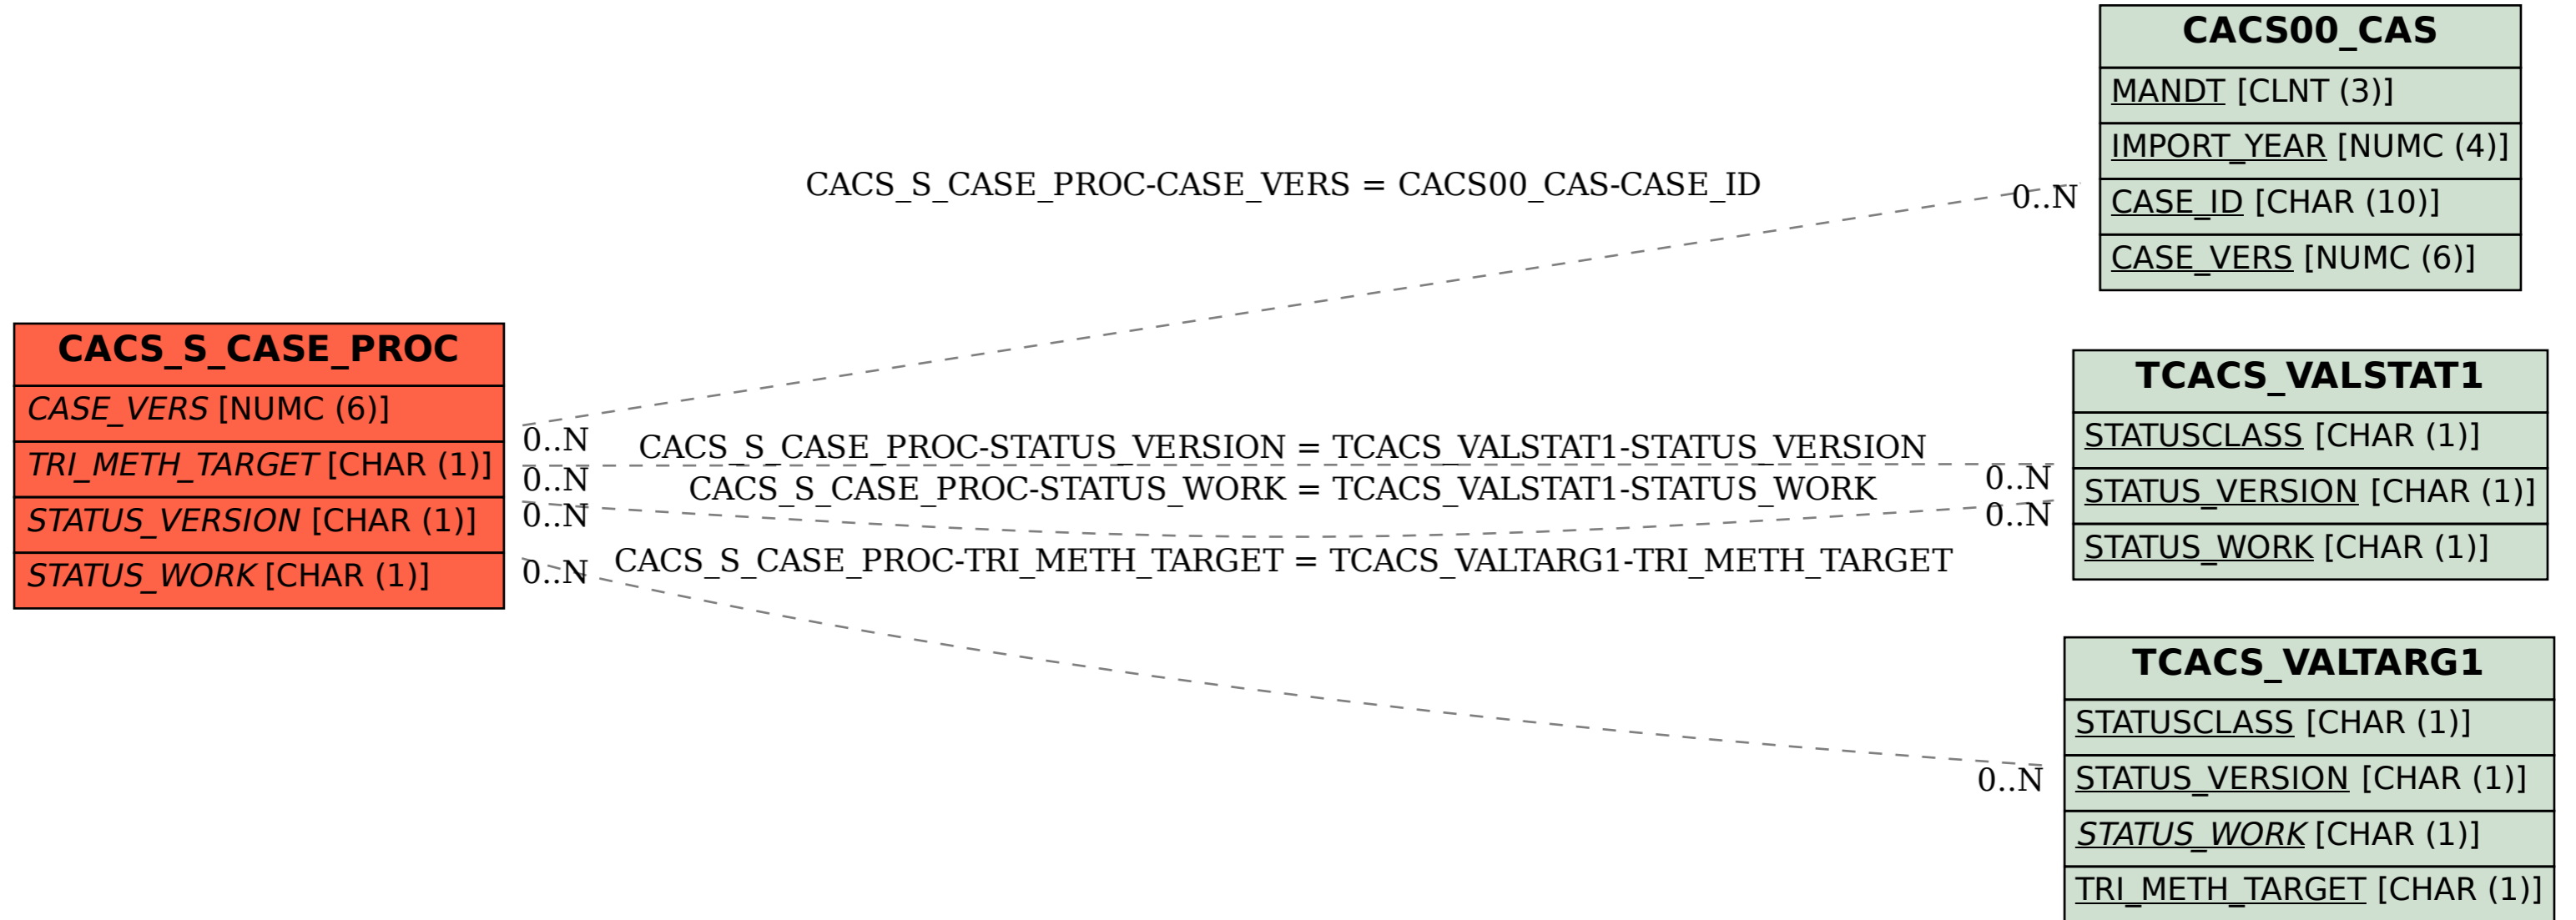 CACS00_CAS
MANDT [CLNT (3)]
IMPORT_YEAR [NUMC (4)]
CASE_ID [CHAR (10)]
CASE_VERS [NUMC (6)]
CACS_S_CASE_PROC-CASE_VERS = CACS00_CAS-CASE_ID
0..N
CACS_S_CASE_PROC
CASE_VERS [NUMC (6)]
TRI_METH_TARGET [CHAR (1)]
STATUS_VERSION [CHAR (1)]
STATUS_WORK [CHAR (1)]
0..N
CACS_S_CASE_PROC-STATUS_VERSION = TCACS_VALSTAT1-STATUS_VERSION
0..N
0..N
CACS_S_CASE_PROC-STATUS_WORK = TCACS_VALSTAT1-STATUS_WORK
0..N
0..N
CACS_S_CASE_PROC-TRI_METH_TARGET = TCACS_VALTARG1-TRI_METH_TARGET
0..N
0..N
TCACS_VALSTAT1
STATUSCLASS [CHAR (1)]
STATUS_VERSION [CHAR (1)]
STATUS_WORK [CHAR (1)]
TCACS_VALTARG1
STATUSCLASS [CHAR (1)]
STATUS_VERSION [CHAR (1)]
STATUS_WORK [CHAR (1)]
TRI_METH_TARGET [CHAR (1)]